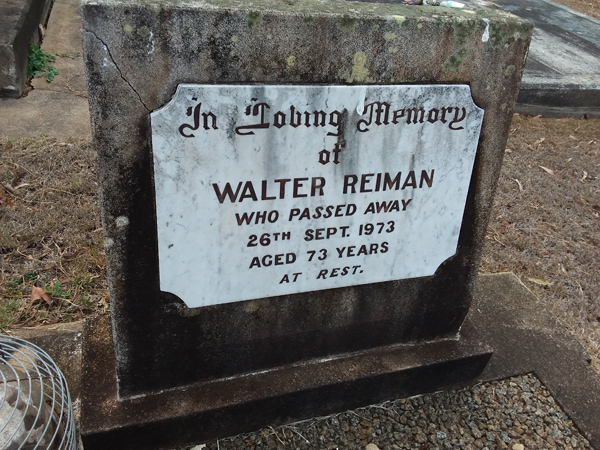 In Loving Memory
of
WALTER REIMAN
WHO PASSED AWAY
26TH SEPT. 1973
AGED 73 YEARS
AT REST.